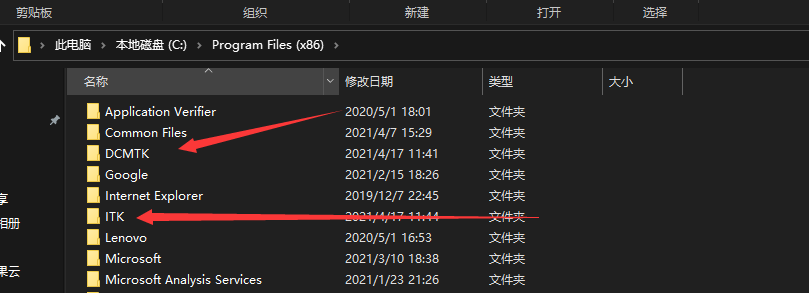 剪贴板 组织 新建 打开 选择
此电脑 > 本地磁盘 (C:) > Program Files (x86) >
名称 修改日期 类型 大小
Application Verifier 2020/5/1 18:01 文件夹
Common Files 2021/4/7 15:29 文件夹
DCMTK 2021/4/17 11:41 文件夹
Google 2021/2/15 18:26 文件夹
Internet Explorer 2019/12/7 22:45 文件夹
ITK 2021/4/17 11:44 文件夹
Lenovo 2020/5/1 16:53 文件夹
Microsoft 2021/3/10 18:38 文件夹
Microsoft Analysis Services 2021/1/23 21:26 文件夹
享
相册
果云